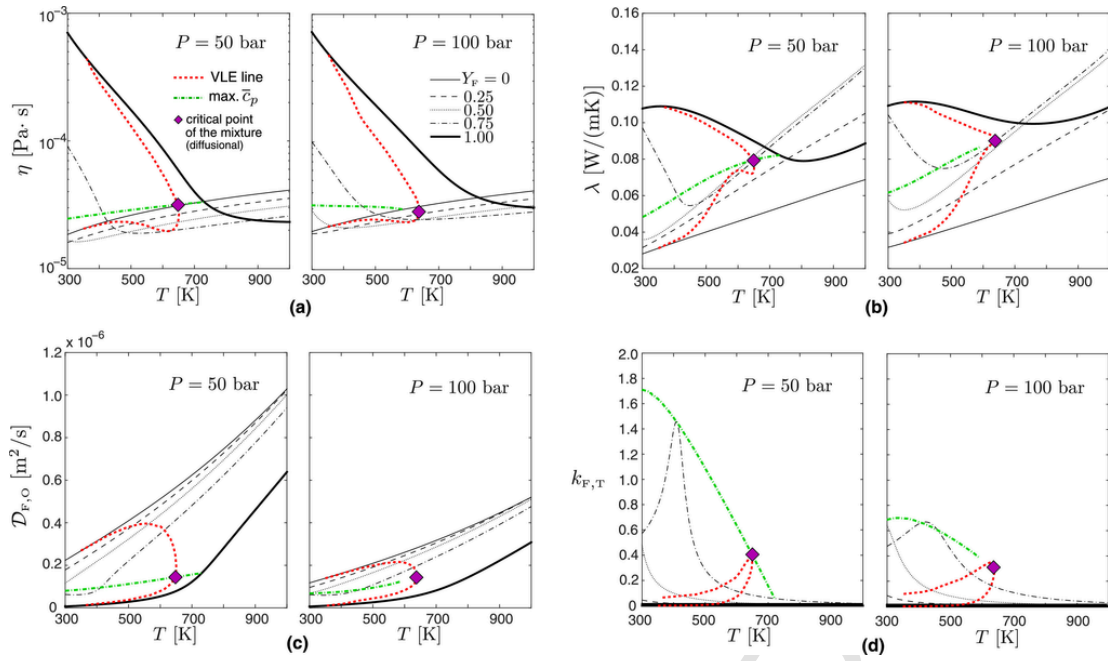 10⁻³
10⁻⁴
10⁻⁵
η [Pa· s]
P = 50 bar
VLE line
max. c̅ₚ
critical point
of the mixture
(diffusional)
300 500 700 900
P = 100 bar
Y_F = 0
0.25
0.50
0.75
1.00
300 500 700 900
T [K] T [K]
(a)
0.16
0.14
0.12
0.10
0.08
0.06
0.04
0.02
λ [W/(mK)]
P = 50 bar
300 500 700 900
P = 100 bar
300 500 700 900
T [K] T [K]
(b)
1.2 × 10⁻⁶
1.0
0.8
0.6
0.4
0.2
0
𝒟_F,O [m²/s]
P = 50 bar
300 500 700 900
P = 100 bar
300 500 700 900
T [K] T [K]
(c)
2.0
1.8
1.6
1.4
1.2
1.0
0.8
0.6
0.4
0.2
0
k_F,T
P = 50 bar
300 500 700 900
P = 100 bar
300 500 700 900
T [K] T [K]
(d)